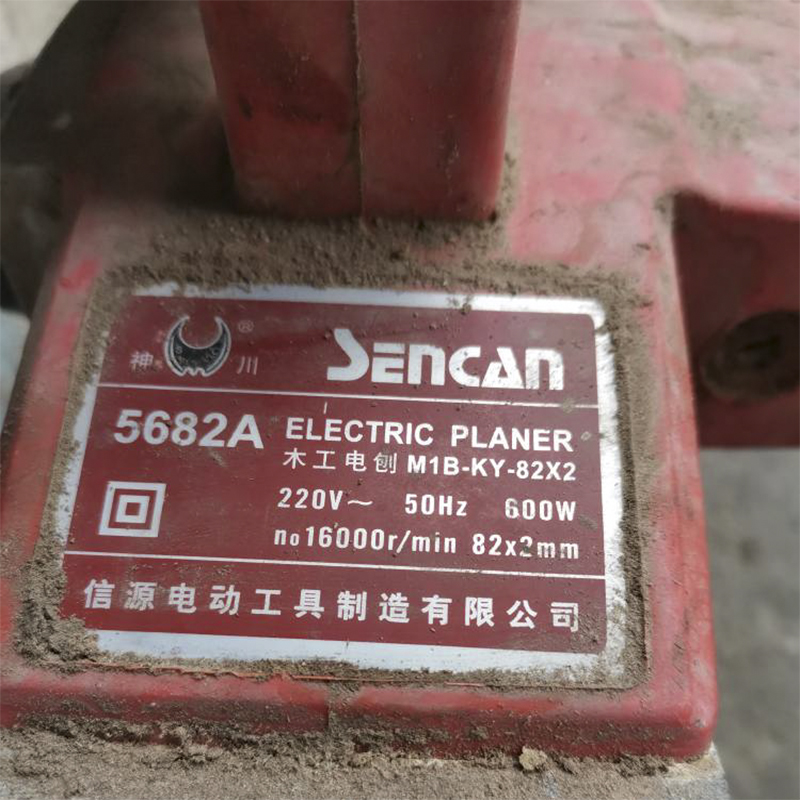 神川 ® SENCAN
5682A ELECTRIC PLANER
木工电刨 M1B-KY-82X2
220V～ 50Hz 600W
no16000r/min 82x2mm
信源电动工具制造有限公司